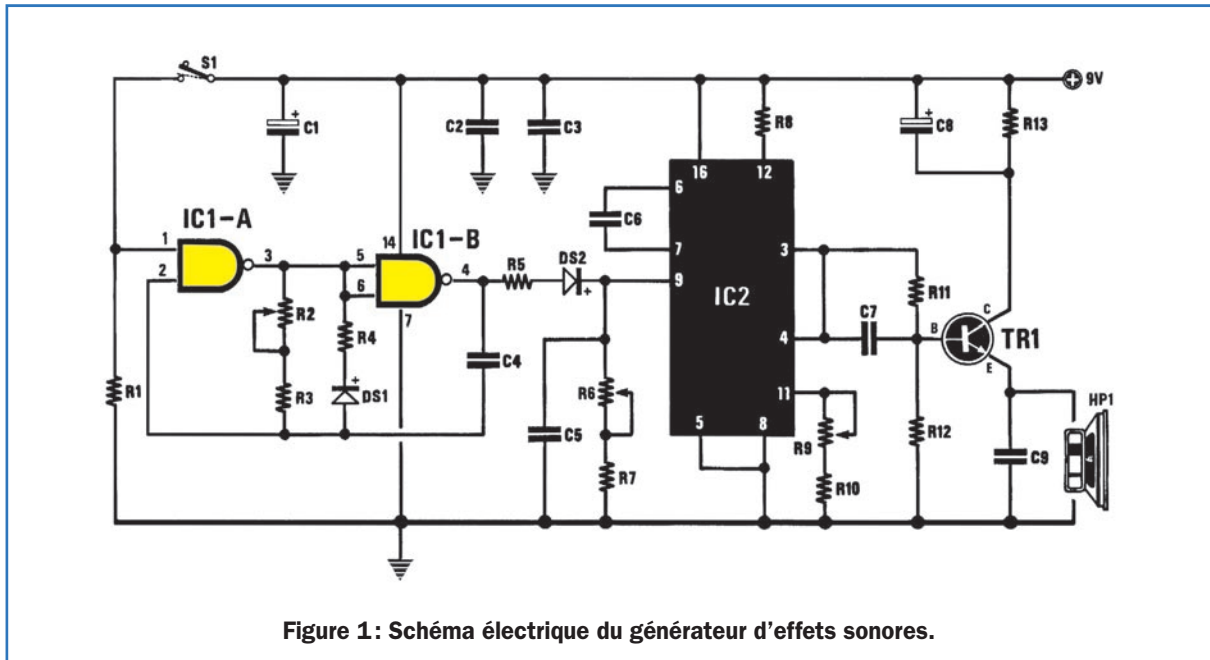 S1
9V
C1
C2
C3
R8
C8
R13
16
12
6
C6
7
IC1-A
1
2
3
14
IC1-B
5
6
4
7
R5
DS2
+
9
IC2
3
4
11
5
8
R11
C7
B
C
E
TR1
R1
R2
R3
R4
DS1
+
C4
C5
R6
R7
R9
R10
R12
C9
HP1
Figure 1: Schéma électrique du générateur d'effets sonores.